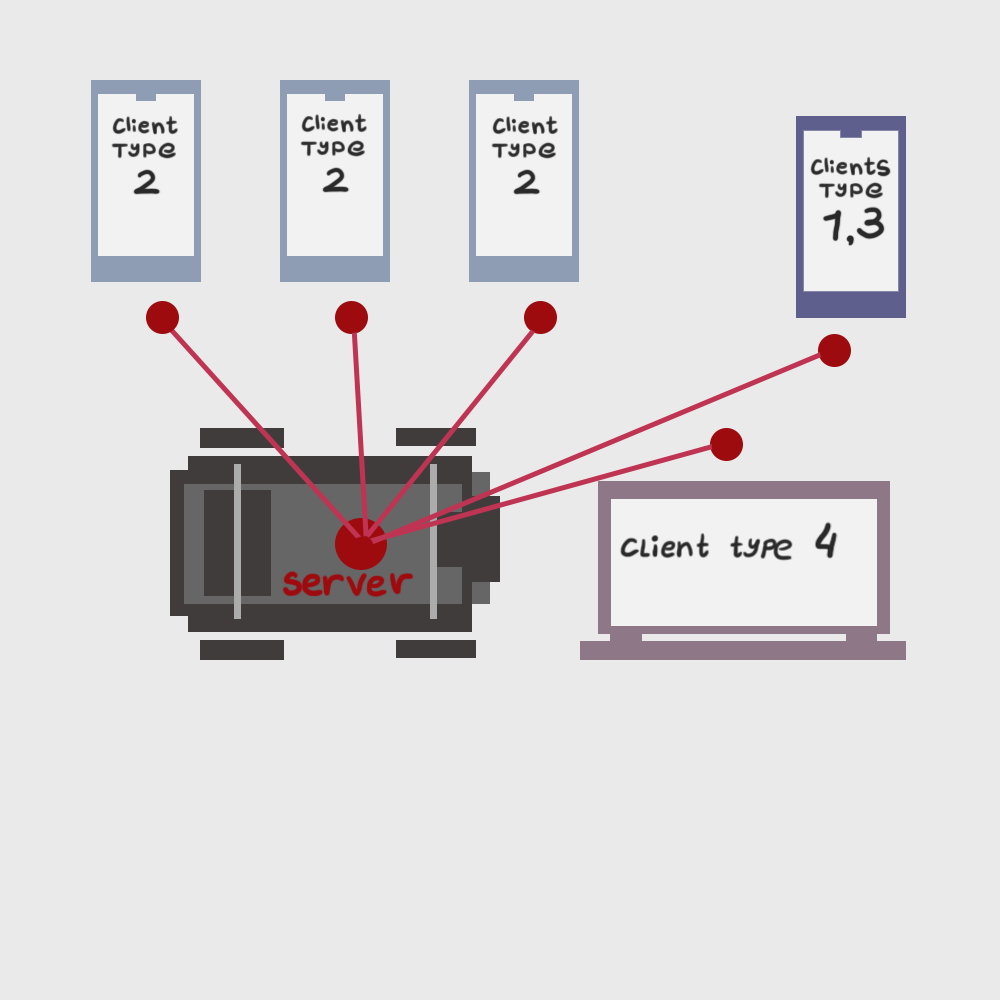 Client
Type
2
Client
Type
2
Client
Type
2
Clients
Type
1,3
server
Client type 4